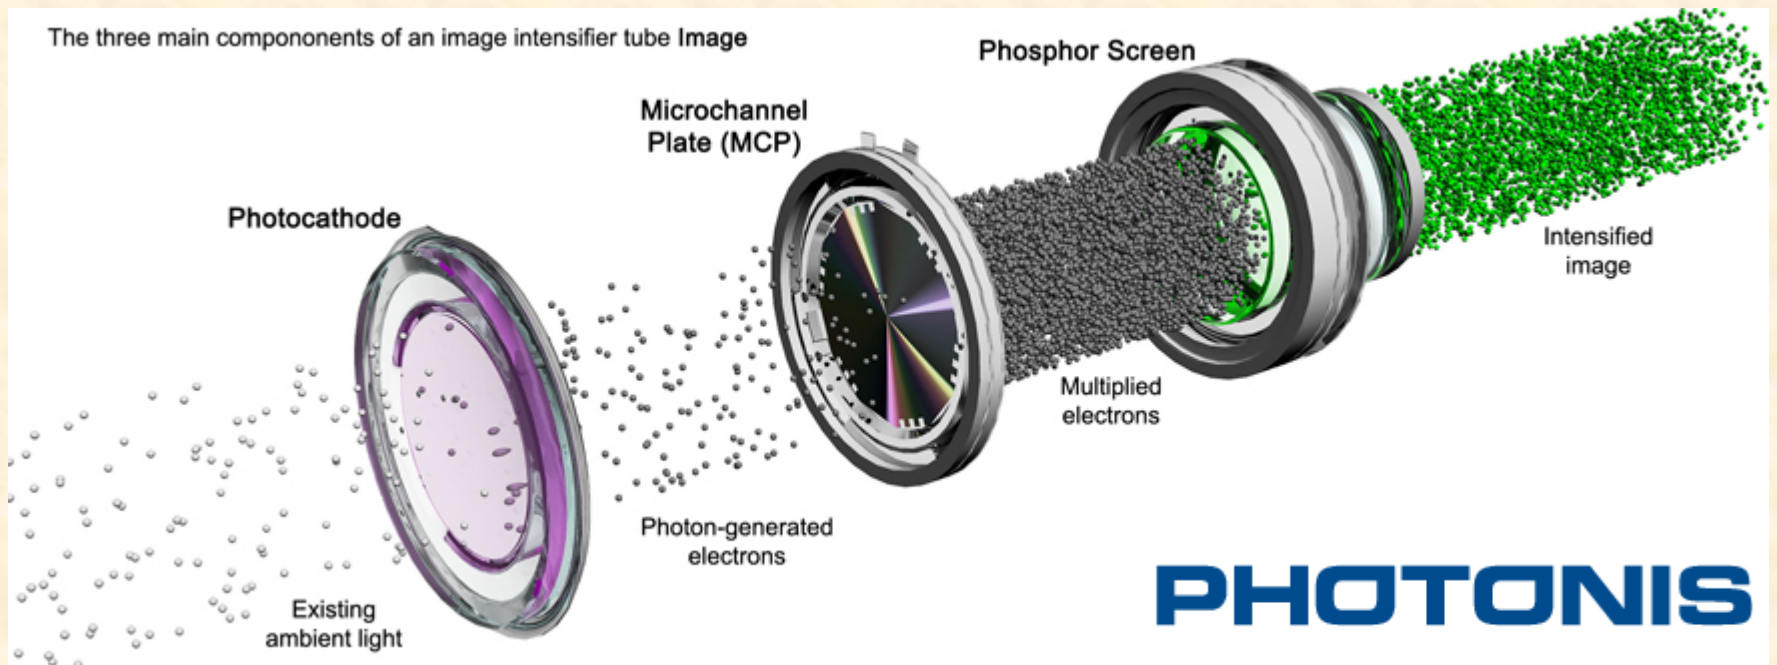 The three main compononents of an image intensifier tube Image
Phosphor Screen
Microchannel
Plate (MCP)
Photocathode
Intensified
image
Multiplied
electrons
Photon-generated
electrons
Existing
ambient light
PHOTONIS